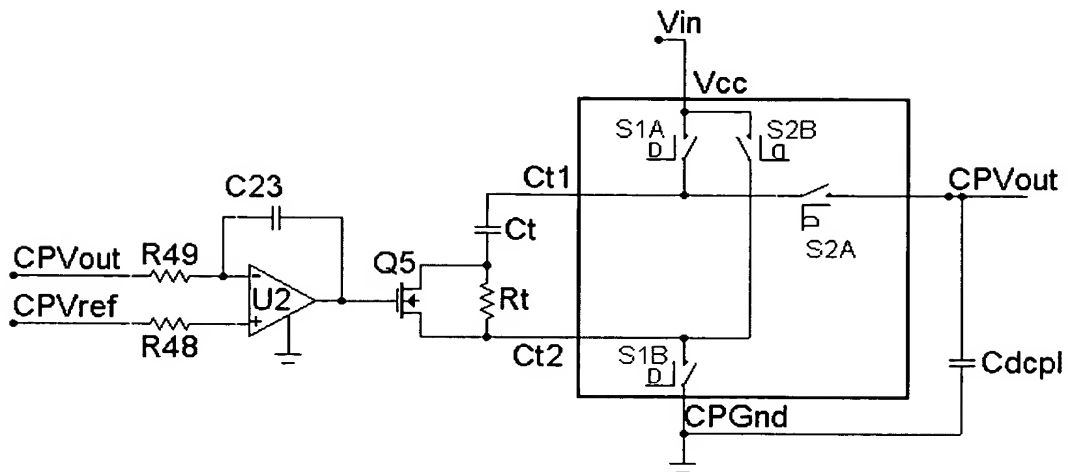 Vin
Vcc
S1A
D
S2B
C23
Ct1
CPVout
CPVout
R49
Ct
S2A
Q5
U2
-
+
Rt
CPVref
R48
Ct2
S1B
D
Cdcpl
CPGnd